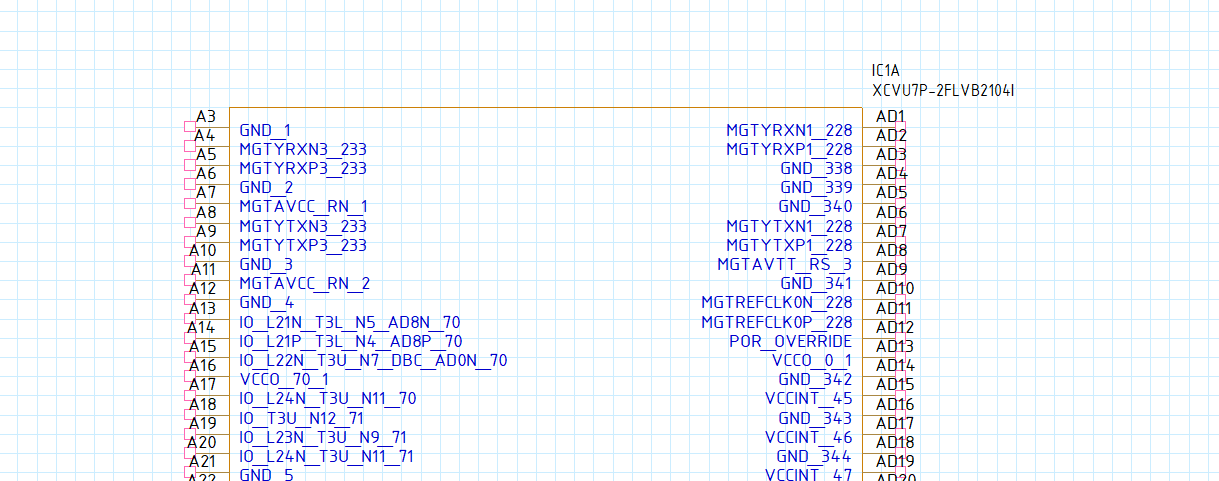 IC1A
XCVU7P-2FLVB2104I
A3 AD1
GND_1 MGTYRXN1_228
A4 AD2
MGTYRXN3_233 MGTYRXP1_228
A5 AD3
MGTYRXP3_233 GND_338
A6 AD4
GND_2 GND_339
A7 AD5
MGTAVCC_RN_1 GND_340
A8 AD6
MGTYTXN3_233 MGTYTXN1_228
A9 AD7
MGTYTXP3_233 MGTYTXP1_228
A10 AD8
GND_3 MGTAVTT_RS_3
A11 AD9
MGTAVCC_RN_2 GND_341
A12 AD10
GND_4 MGTREFCLK0N_228
A13 AD11
IO_L21N_T3L_N5_AD8N_70 MGTREFCLK0P_228
A14 AD12
IO_L21P_T3L_N4_AD8P_70 POR_OVERRIDE
A15 AD13
IO_L22N_T3U_N7_DBC_AD0N_70 VCCO_0_1
A16 AD14
VCCO_70_1 GND_342
A17 AD15
IO_L24N_T3U_N11_70 VCCINT_45
A18 AD16
IO_T3U_N12_71 GND_343
A19 AD17
IO_L23N_T3U_N9_71 VCCINT_46
A20 AD18
IO_L24N_T3U_N11_71 GND_344
A21 AD19
GND_5 VCCINT_47
A22 AD20